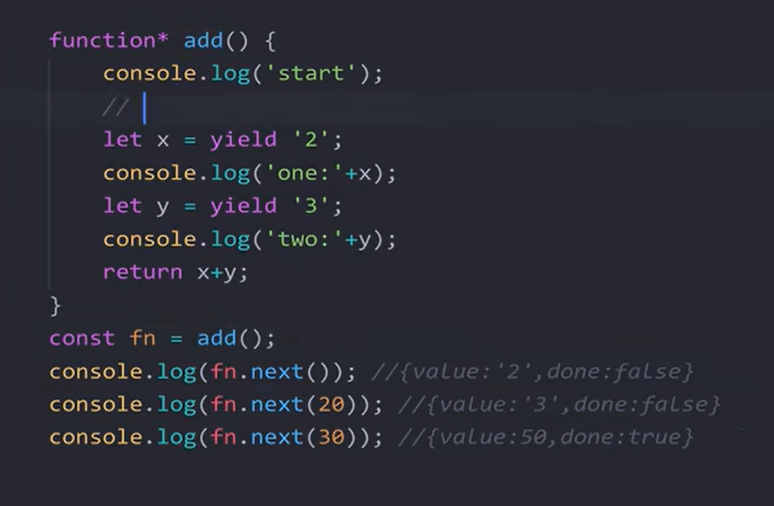 function* add() {
    console.log('start');
    //
    let x = yield '2';
    console.log('one:'+x);
    let y = yield '3';
    console.log('two:'+y);
    return x+y;
}
const fn = add();
console.log(fn.next()); //{value:'2',done:false}
console.log(fn.next(20)); //{value:'3',done:false}
console.log(fn.next(30)); //{value:50,done:true}